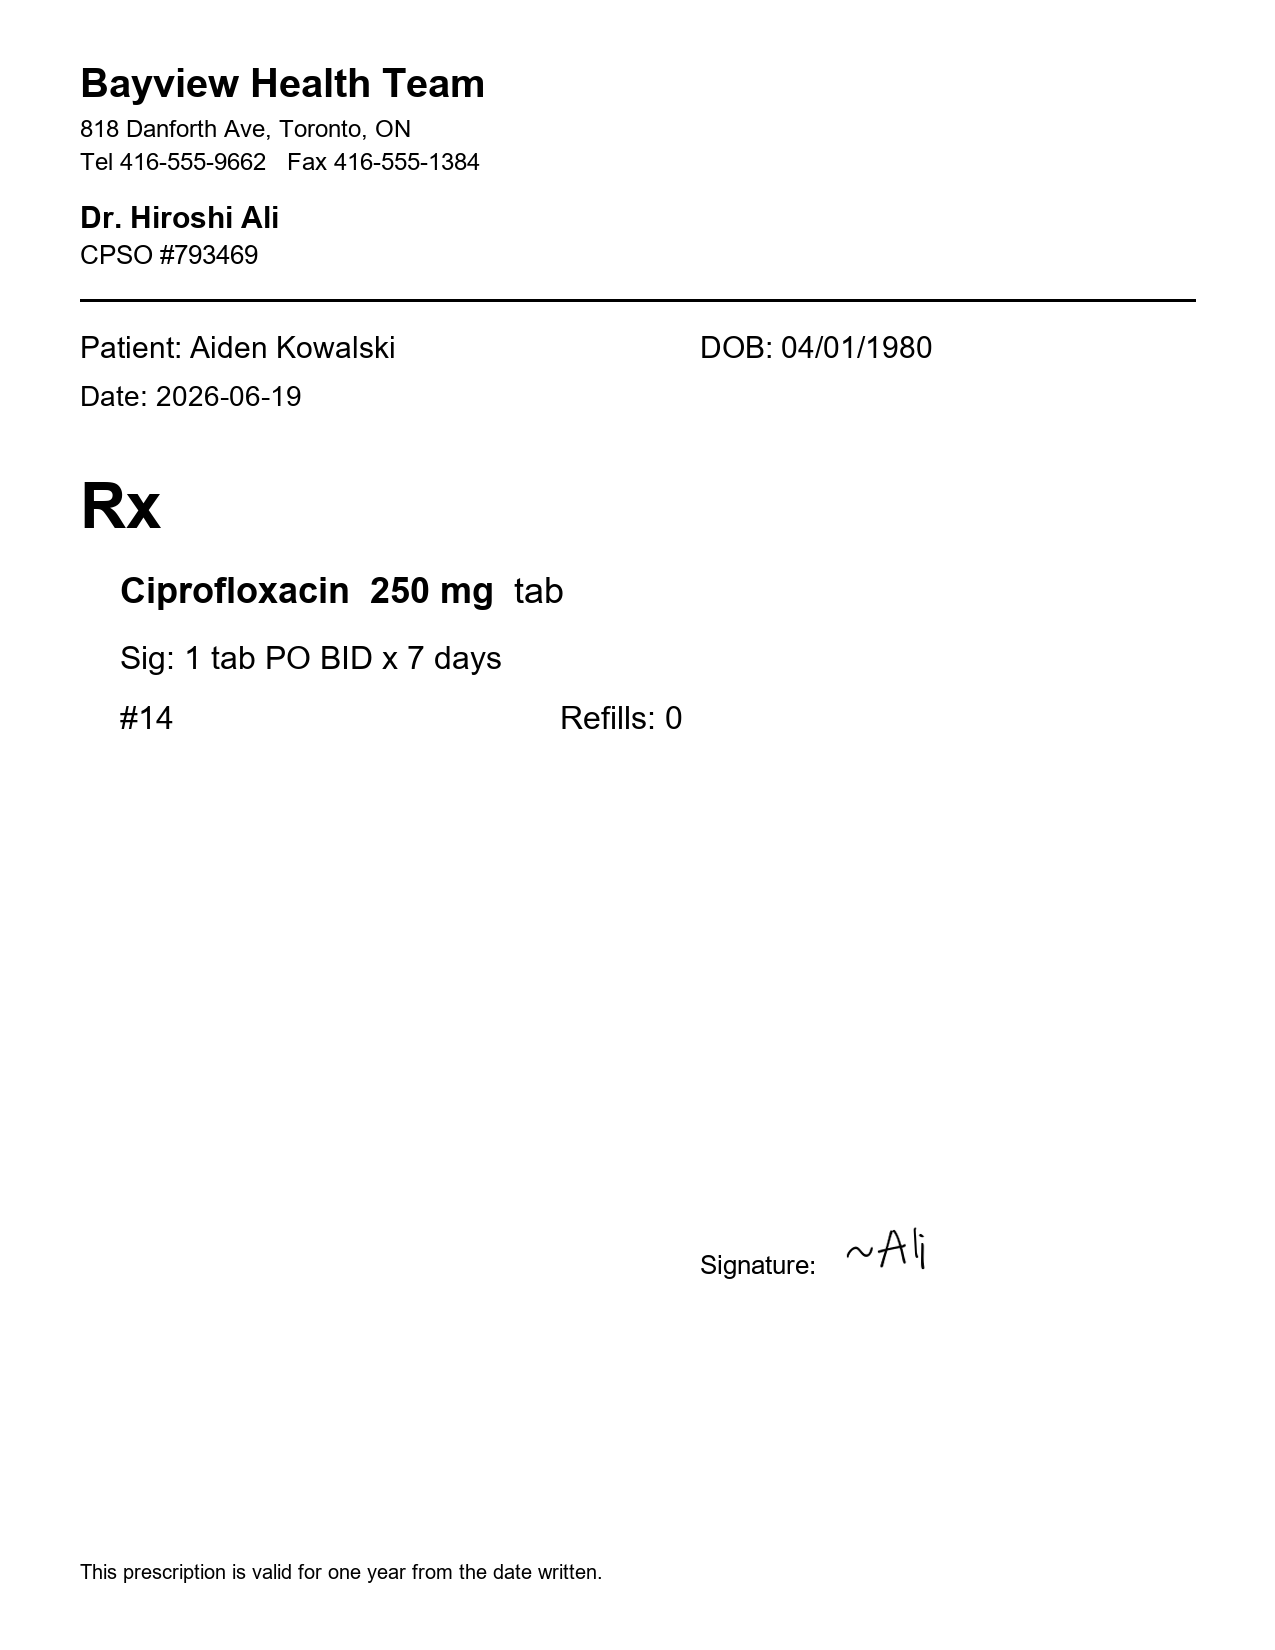 Bayview Health Team
818 Danforth Ave, Toronto, ON
Tel 416-555-9662   Fax 416-555-1384
Dr. Hiroshi Ali
CPSO #793469
Patient: Aiden Kowalski   DOB: 04/01/1980
Date: 2026-06-19
Rx
Ciprofloxacin  250 mg  tab
Sig: 1 tab PO BID x 7 days
#14   Refills: 0
Signature: ~Ali
This prescription is valid for one year from the date written.